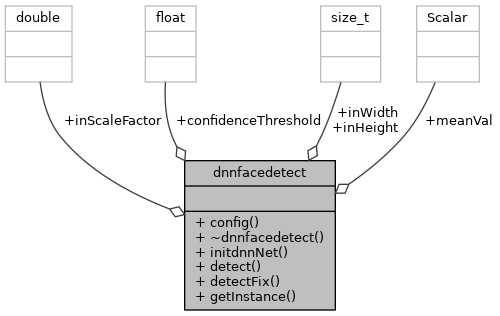 double
float
size_t
Scalar
+inScaleFactor
+confidenceThreshold
+inWidth
+inHeight
+meanVal
dnnfacedetect
+ config()
+ ~dnnfacedetect()
+ initdnnNet()
+ detect()
+ detectFix()
+ getInstance()